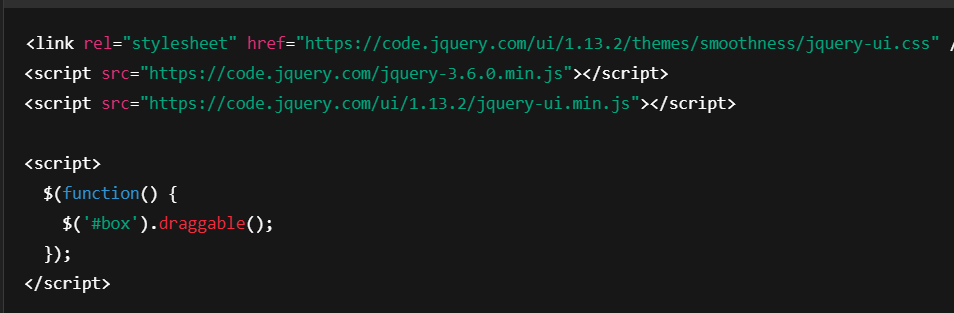 <link rel="stylesheet" href="https://code.jquery.com/ui/1.13.2/themes/smoothness/jquery-ui.css" /
<script src="https://code.jquery.com/jquery-3.6.0.min.js"></script>
<script src="https://code.jquery.com/ui/1.13.2/jquery-ui.min.js"></script>
<script>
$(function() {
$('#box').draggable();
});
</script>